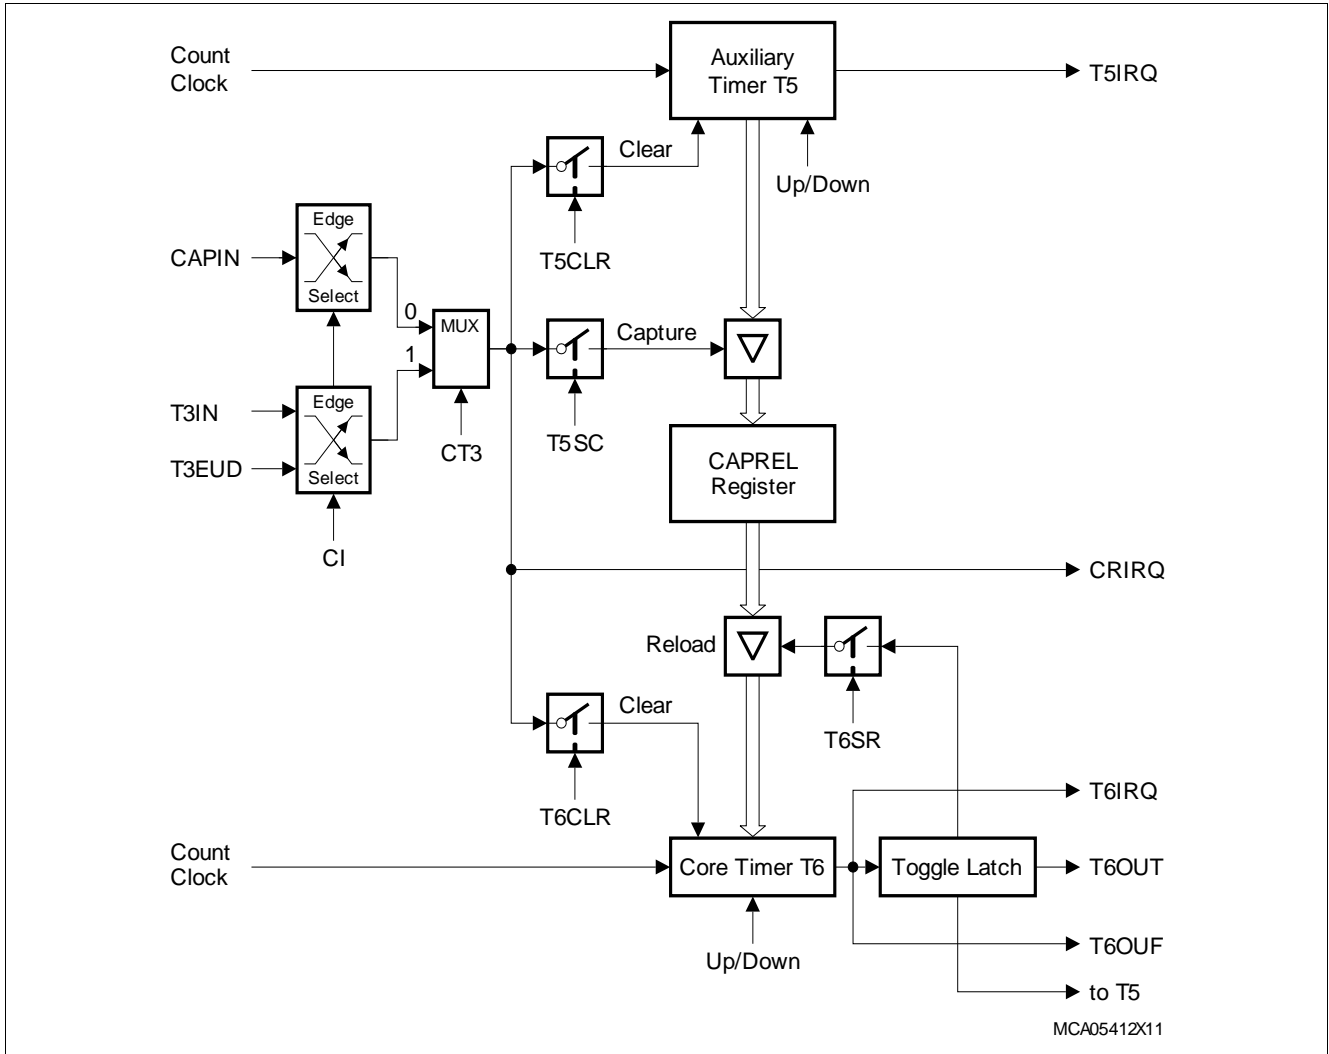 Count
Clock
Auxiliary
Timer T5
T5IRQ
Clear
Up/Down
T5CLR
Edge
Select
CAPIN
0
MUX
1
Capture
T3IN
T3EUD
Edge
Select
CT3
T5SC
CAPREL
Register
CI
CRIRQ
Reload
Clear
T6SR
T6CLR
T6IRQ
Count
Clock
Core Timer T6
Toggle Latch
T6OUT
Up/Down
T6OUF
to T5
MCA05412X11